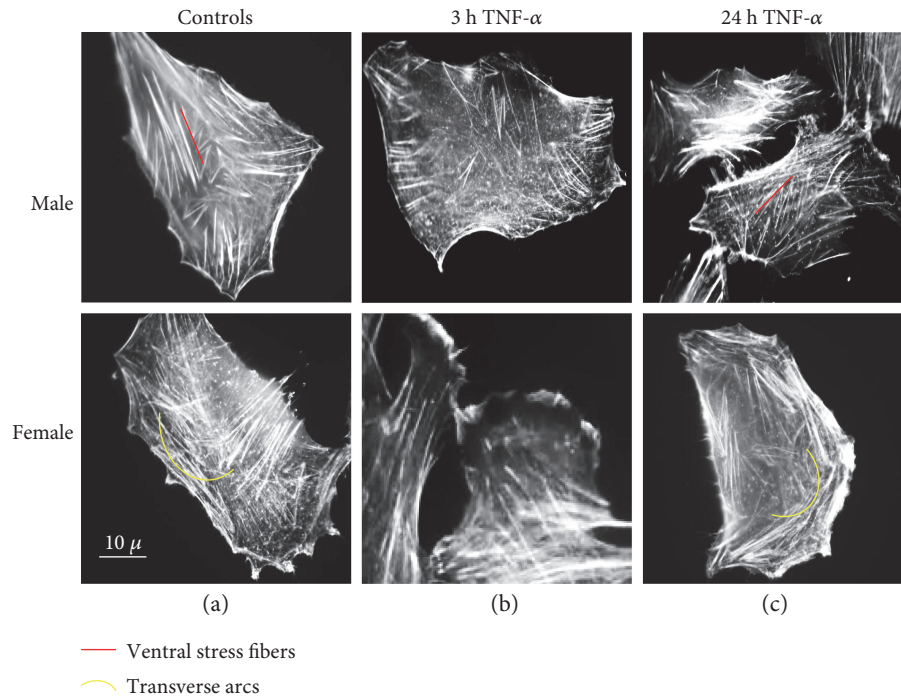 Controls
3 h TNF-α
24 h TNF-α
Male
Female
10 μ
(a)
(b)
(c)
Ventral stress fibers
Transverse arcs